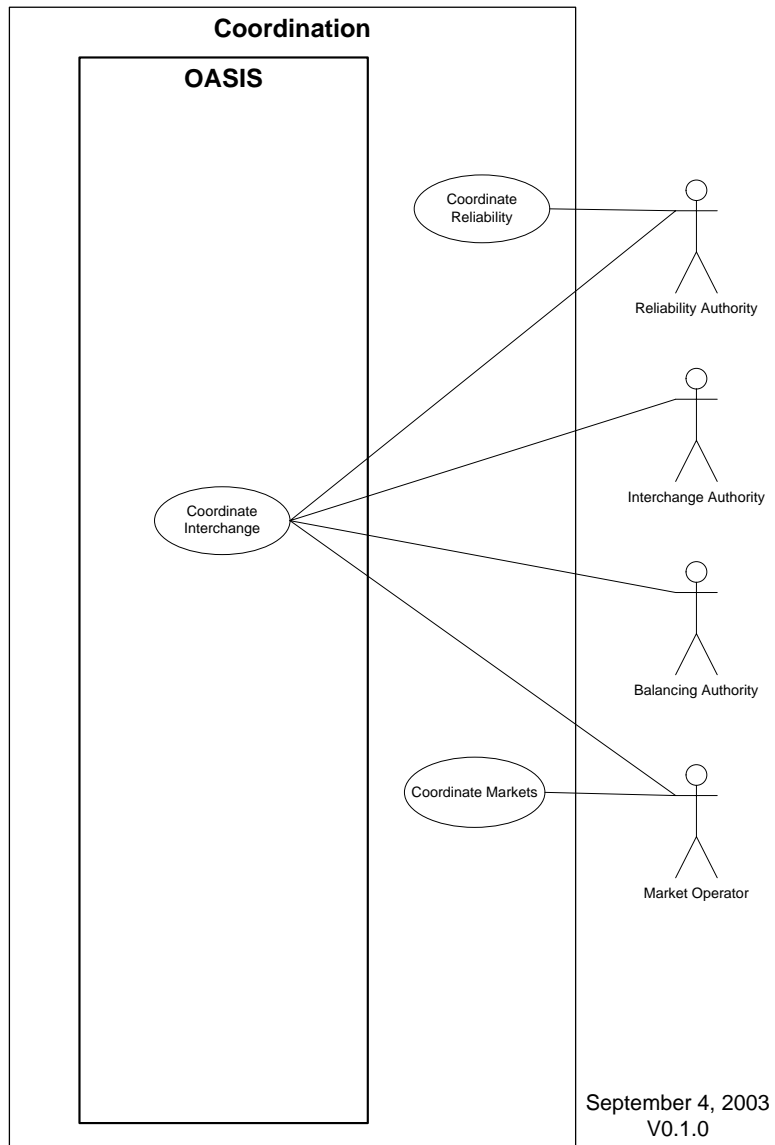 Coordination
OASIS
Coordinate
Reliability
Reliability Authority
Interchange Authority
Coordinate
Interchange
Balancing Authority
Coordinate Markets
Market Operator
September 4, 2003
V0.1.0